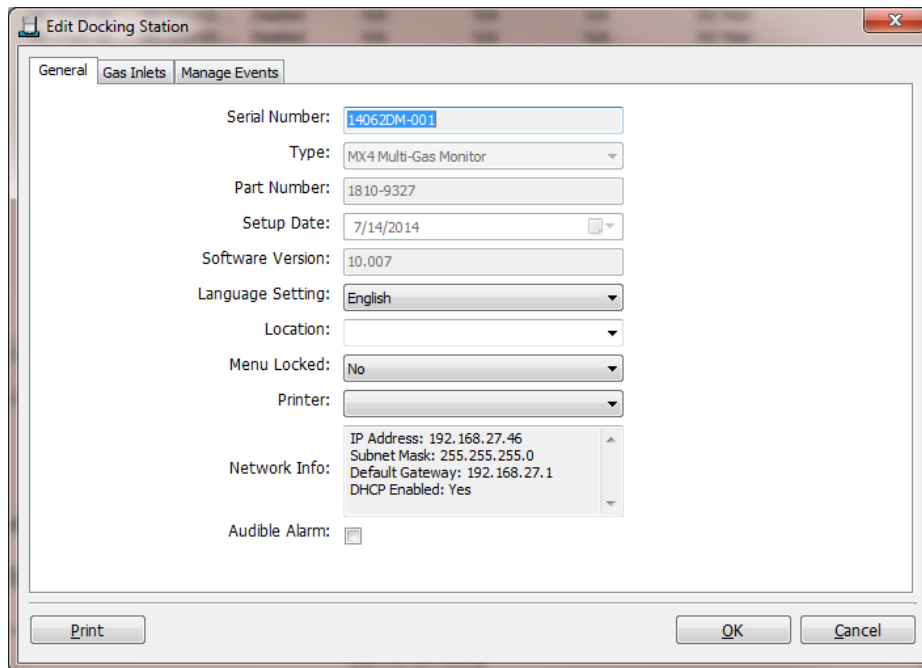 Edit Docking Station
General Gas Inlets Manage Events
Serial Number: 14062DM-001
Type: MX4 Multi-Gas Monitor
Part Number: 1810-9327
Setup Date: 7/14/2014
Software Version: 10.007
Language Setting: English
Location:
Menu Locked: No
Printer:
Network Info: IP Address: 192.168.27.46
Subnet Mask: 255.255.255.0
Default Gateway: 192.168.27.1
DHCP Enabled: Yes
Audible Alarm:
Print OK Cancel